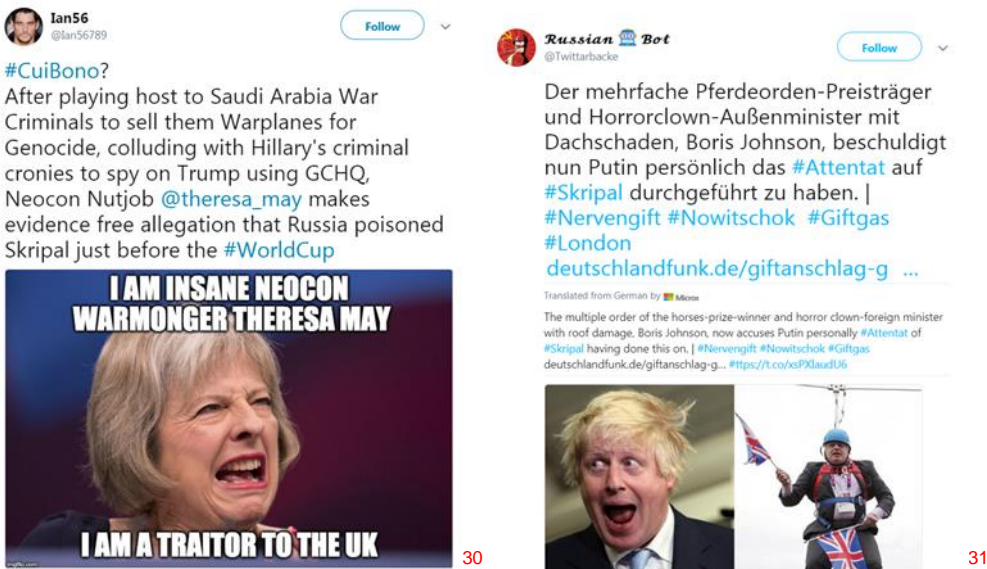 Ian56
@Ian56789
Follow
#CuiBono?
After playing host to Saudi Arabia War
Criminals to sell them Warplanes for
Genocide, colluding with Hillary's criminal
cronies to spy on Trump using GCHQ,
Neocon Nutjob @theresa_may makes
evidence free allegation that Russia poisoned
Skripal just before the #WorldCup
I AM INSANE NEOCON
WARMONGER THERESA MAY
I AM A TRAITOR TO THE UK
imgflip.com
30
Russian Bot
@Twittarbacke
Follow
Der mehrfache Pferdeorden-Preisträger
und Horrorclown-Außenminister mit
Dachschaden, Boris Johnson, beschuldigt
nun Putin persönlich das #Attentat auf
#Skripal durchgeführt zu haben. |
#Nervengift #Nowitschok #Giftgas
#London
deutschlandfunk.de/giftanschlag-g ...
Translated from German by Micros
The multiple order of the horses-prize-winner and horror clown-foreign minister
with roof damage, Boris Johnson, now accuses Putin personally #Attentat of
#Skripal having done this on. | #Nervengift #Nowitschok #Giftgas
deutschlandfunk.de/giftanschlag-g... #ttps://t.co/xsPXlaudU6
31